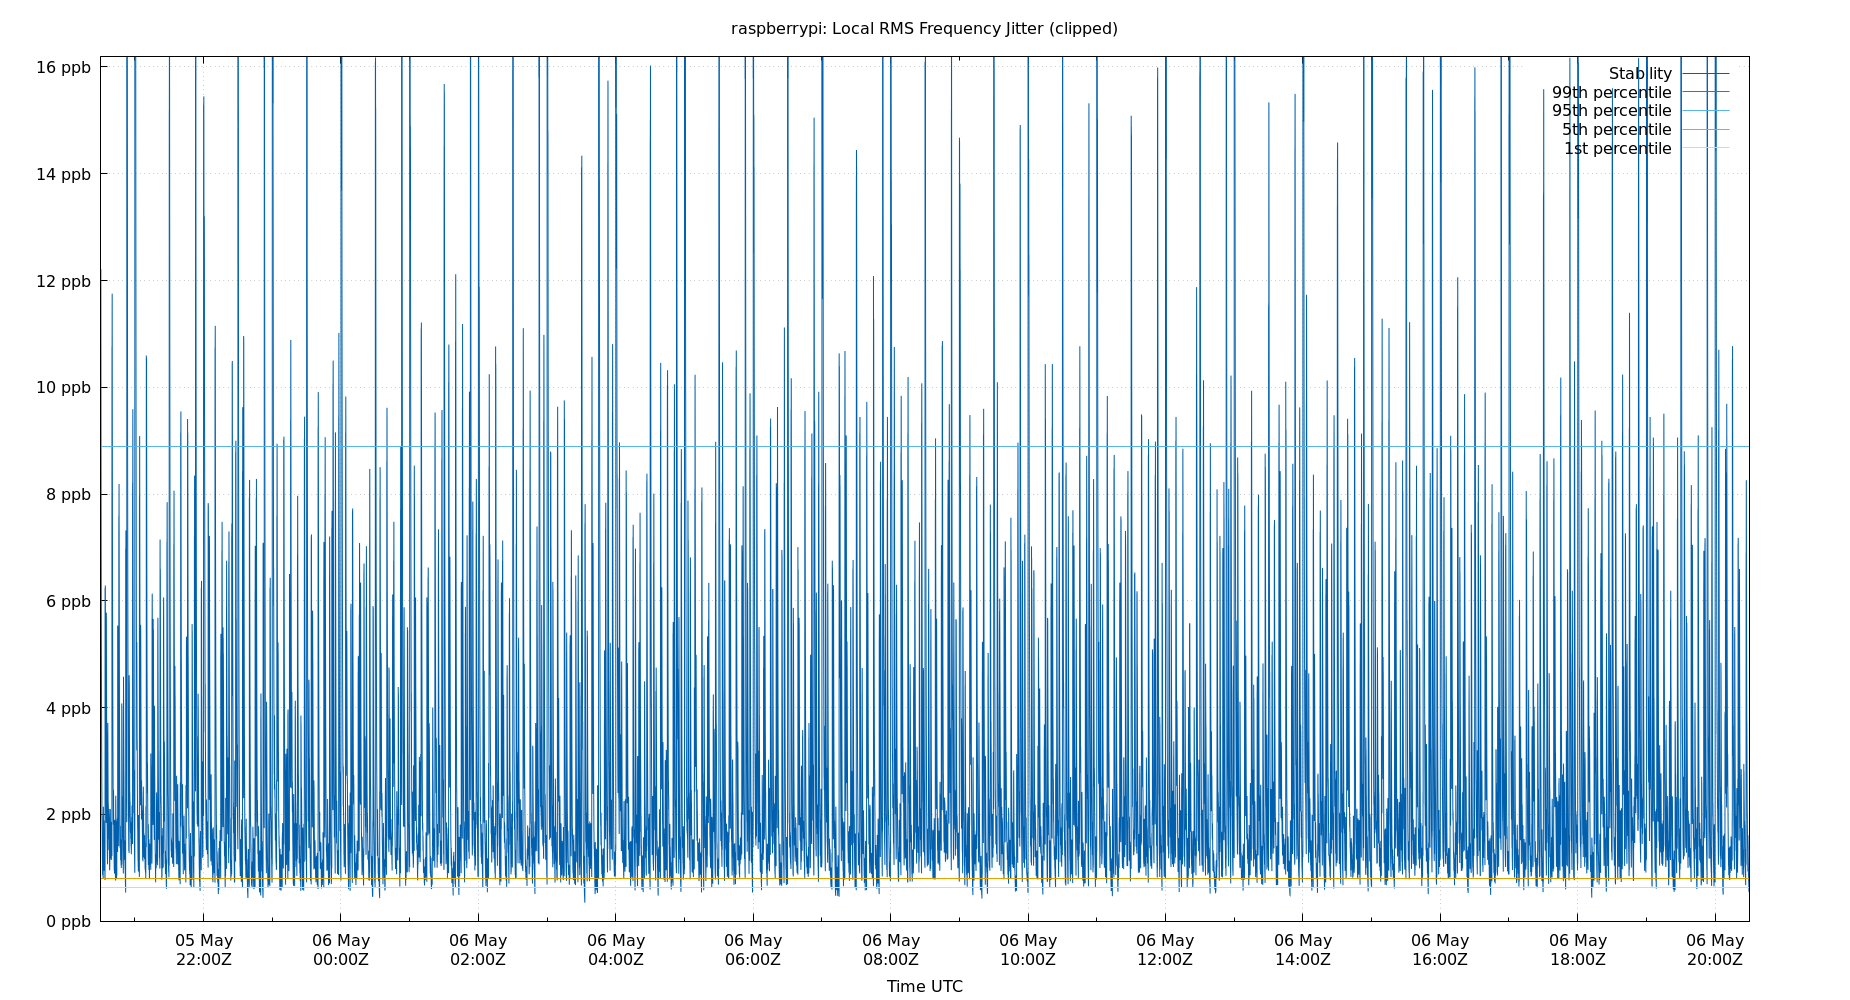 raspberrypi: Local RMS Frequency Jitter (clipped)
16 ppb
14 ppb
12 ppb
10 ppb
8 ppb
6 ppb
4 ppb
2 ppb
0 ppb
Stability
99th percentile
95th percentile
5th percentile
1st percentile
05 May
22:00Z
06 May
00:00Z
06 May
02:00Z
06 May
04:00Z
06 May
06:00Z
06 May
08:00Z
06 May
10:00Z
06 May
12:00Z
06 May
14:00Z
06 May
16:00Z
06 May
18:00Z
06 May
20:00Z
Time UTC